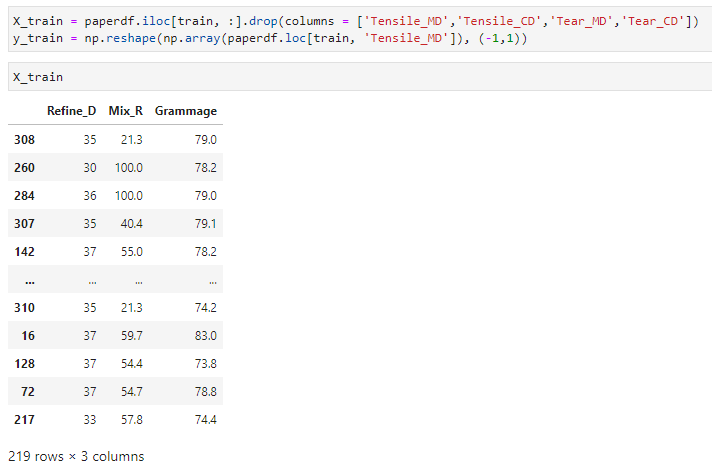 X_train = paperdf.iloc[train, :].drop(columns = ['Tensile_MD','Tensile_CD','Tear_MD','Tear_CD'])
y_train = np.reshape(np.array(paperdf.loc[train, 'Tensile_MD']), (-1,1))
X_train
Refine_D Mix_R Grammage
308 35 21.3 79.0
260 30 100.0 78.2
284 36 100.0 79.0
307 35 40.4 79.1
142 37 55.0 78.2
... ... ... ...
310 35 21.3 74.2
16 37 59.7 83.0
128 37 54.4 73.8
72 37 54.7 78.8
217 33 57.8 74.4
219 rows × 3 columns